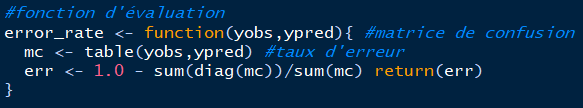 #fonction d'évaluation
error_rate <- function(yobs,ypred){ #matrice de confusion
  mc <- table(yobs,ypred) #taux d'erreur
  err <- 1.0 - sum(diag(mc))/sum(mc) return(err)
}